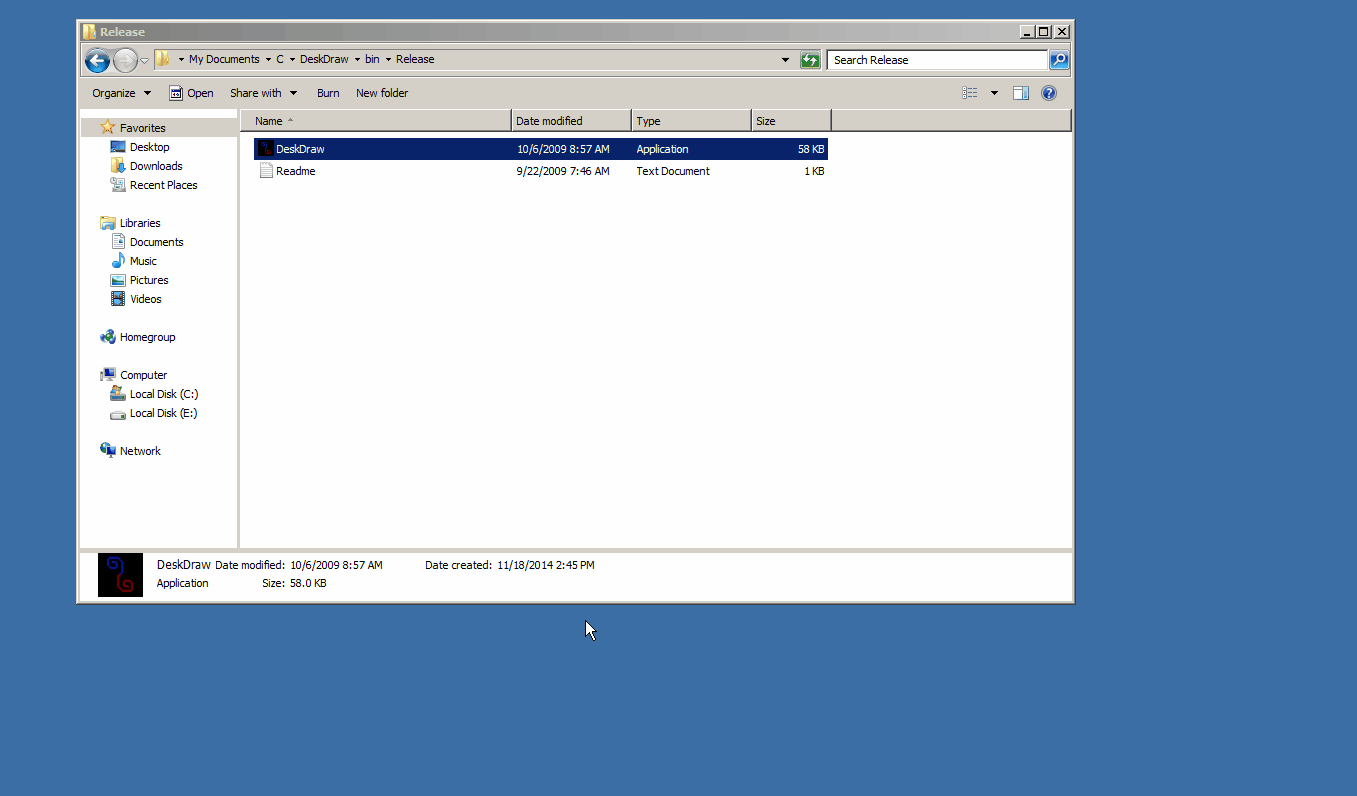 Release
My Documents C DeskDraw bin Release
Search Release
Organize Open Share with Burn New folder
Name Date modified Type Size
Favorites
Desktop
Downloads
Recent Places
Libraries
Documents
Music
Pictures
Videos
Homegroup
Computer
Local Disk (C:)
Local Disk (E:)
Network
DeskDraw 10/6/2009 8:57 AM Application 58 KB
Readme 9/22/2009 7:46 AM Text Document 1 KB
DeskDraw Date modified: 10/6/2009 8:57 AM Date created: 11/18/2014 2:45 PM
Application Size: 58.0 KB